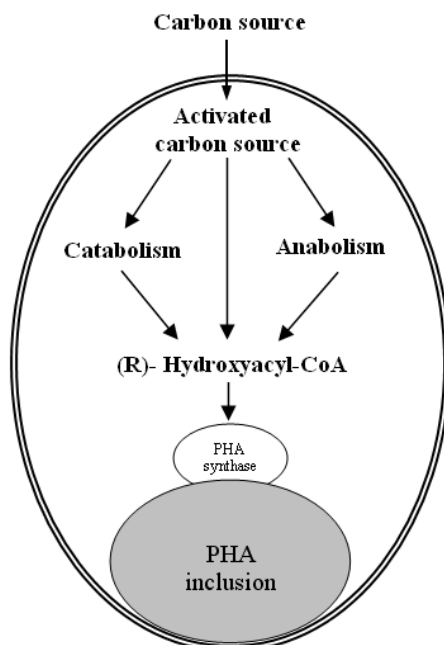 Carbon source
Activated
carbon source
Catabolism
Anabolism
(R)- Hydroxyacyl-CoA
PHA
synthase
PHA
inclusion